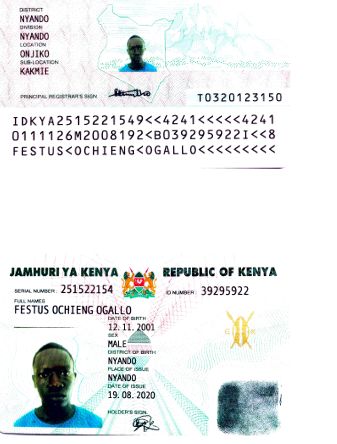 DISTRICT
NYANDO
DIVISION
NYANDO
LOCATION
ONJIKO
SUB-LOCATION
KAKMIE
PRINCIPAL REGISTRAR'S SIGN
T0320123150
IDKYA2515221549<<4241<<<<<4241
0111126M2008192<B039295922I<<8
FESTUS<OCHIENG<OGALLO<<<<<<<<<
JAMHURI YA KENYA REPUBLIC OF KENYA
SERIAL NUMBER: 251522154 ID NUMBER: 39295922
FULL NAMES
FESTUS OCHIENG OGALLO
DATE OF BIRTH
12.11.2001
SEX
MALE
DISTRICT OF BIRTH
NYANDO
PLACE OF ISSUE
NYANDO
DATE OF ISSUE
19.08.2020
HOLDER'S SIGN.